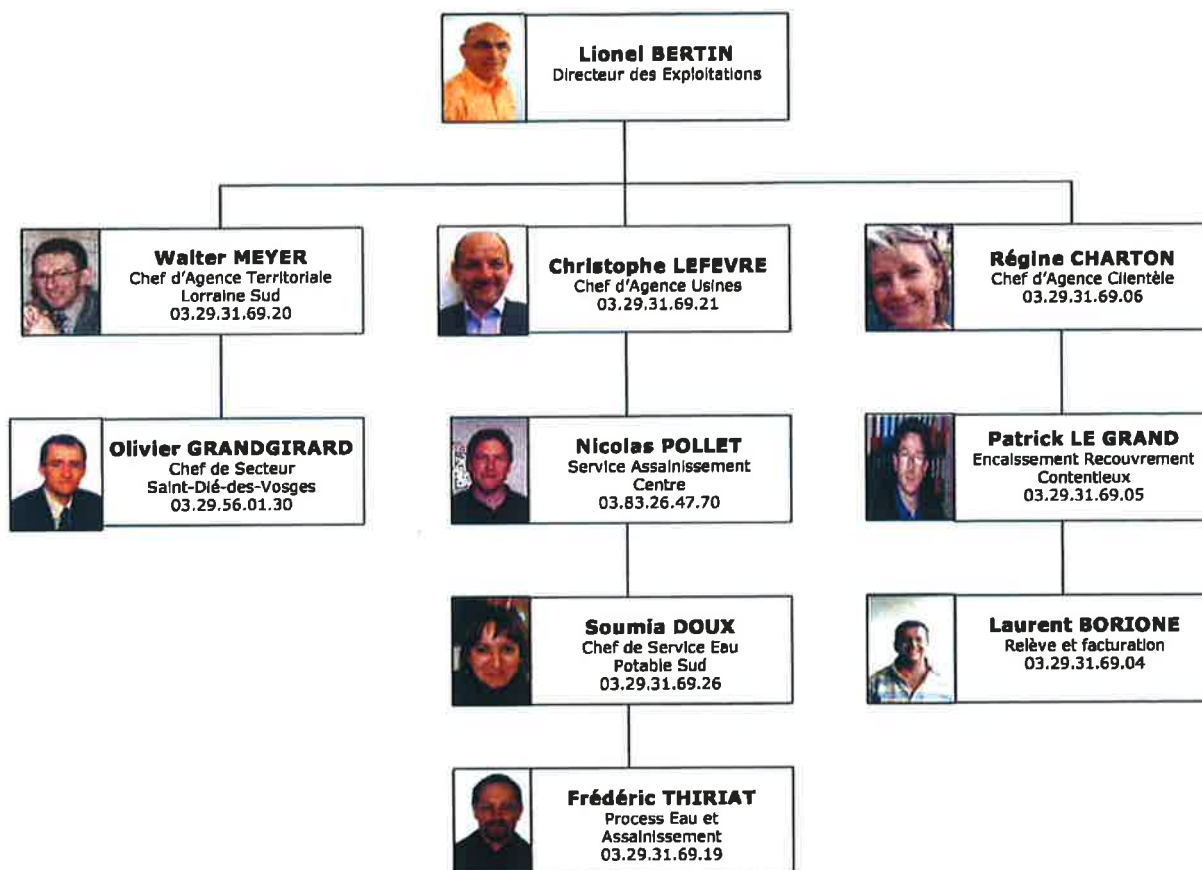 Lionel BERTIN
Directeur des Exploitations
Walter MEYER
Chef d'Agence Territoriale
Lorraine Sud
03.29.31.69.20
Christophe LEFEVRE
Chef d'Agence Usines
03.29.31.69.21
Régine CHARTON
Chef d'Agence Clientèle
03.29.31.69.06
Olivier GRANDGIRARD
Chef de Secteur
Saint-Dié-des-Vosges
03.29.56.01.30
Nicolas POLLET
Service Assainissement
Centre
03.83.26.47.70
Patrick LE GRAND
Encaissement Recouvrement
Contentieux
03.29.31.69.05
Soumia DOUX
Chef de Service Eau
Potable Sud
03.29.31.69.26
Laurent BORIONE
Relève et facturation
03.29.31.69.04
Frédéric THIRIAT
Process Eau et
Assainissement
03.29.31.69.19